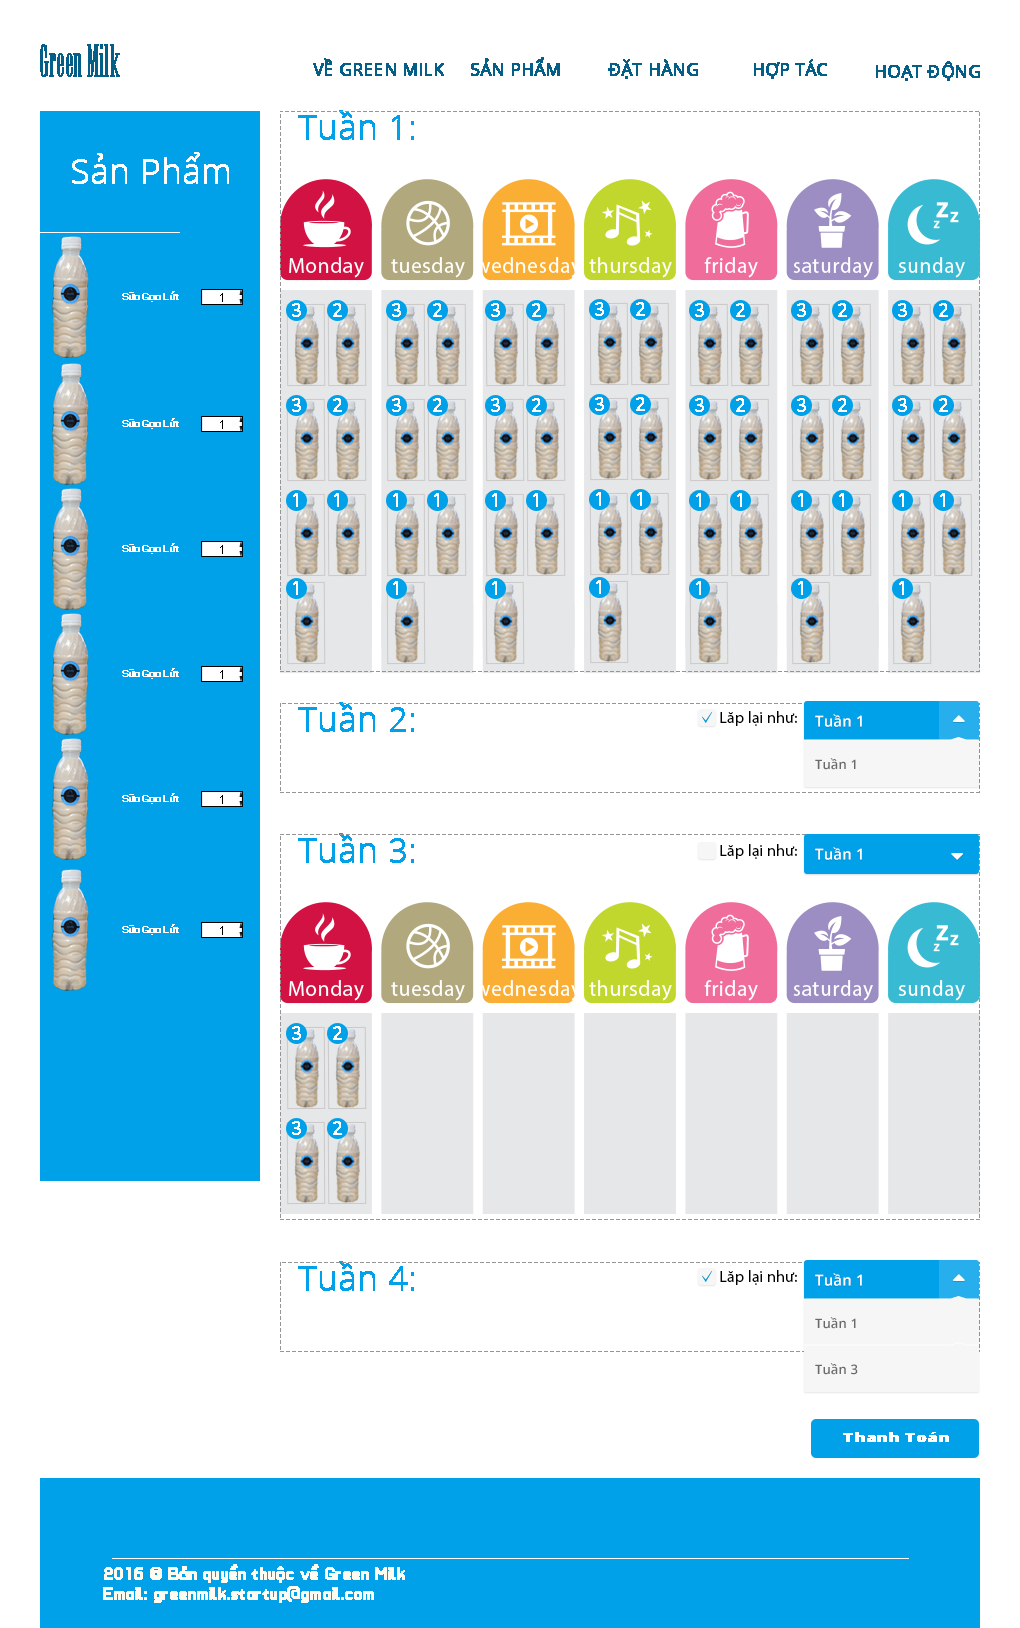 Green Milk
VỀ GREEN MILK SẢN PHẨM ĐẶT HÀNG HỢP TÁC HOẠT ĐỘNG
Sản Phẩm
Sữa Gạo Lứt 1
Sữa Gạo Lứt 1
Sữa Gạo Lứt 1
Sữa Gạo Lứt 1
Sữa Gạo Lứt 1
Sữa Gạo Lứt 1
Tuần 1:
Monday tuesday wednesday thursday friday saturday sunday
3 2 3 2 3 2 3 2 3 2 3 2 3 2
3 2 3 2 3 2 3 2 3 2 3 2 3 2
1 1 1 1 1 1 1 1 1 1 1 1 1 1
1 1 1 1 1 1 1
Tuần 2:
Lăp lại như: Tuần 1
Tuần 1
Tuần 3:
Lăp lại như: Tuần 1
Monday tuesday wednesday thursday friday saturday sunday
3 2
3 2
Tuần 4:
Lăp lại như: Tuần 1
Tuần 1
Tuần 3
Thanh Toán
2016 @ Bản quyền thuộc về Green Milk
Email: greenmilk.startup@gmail.com